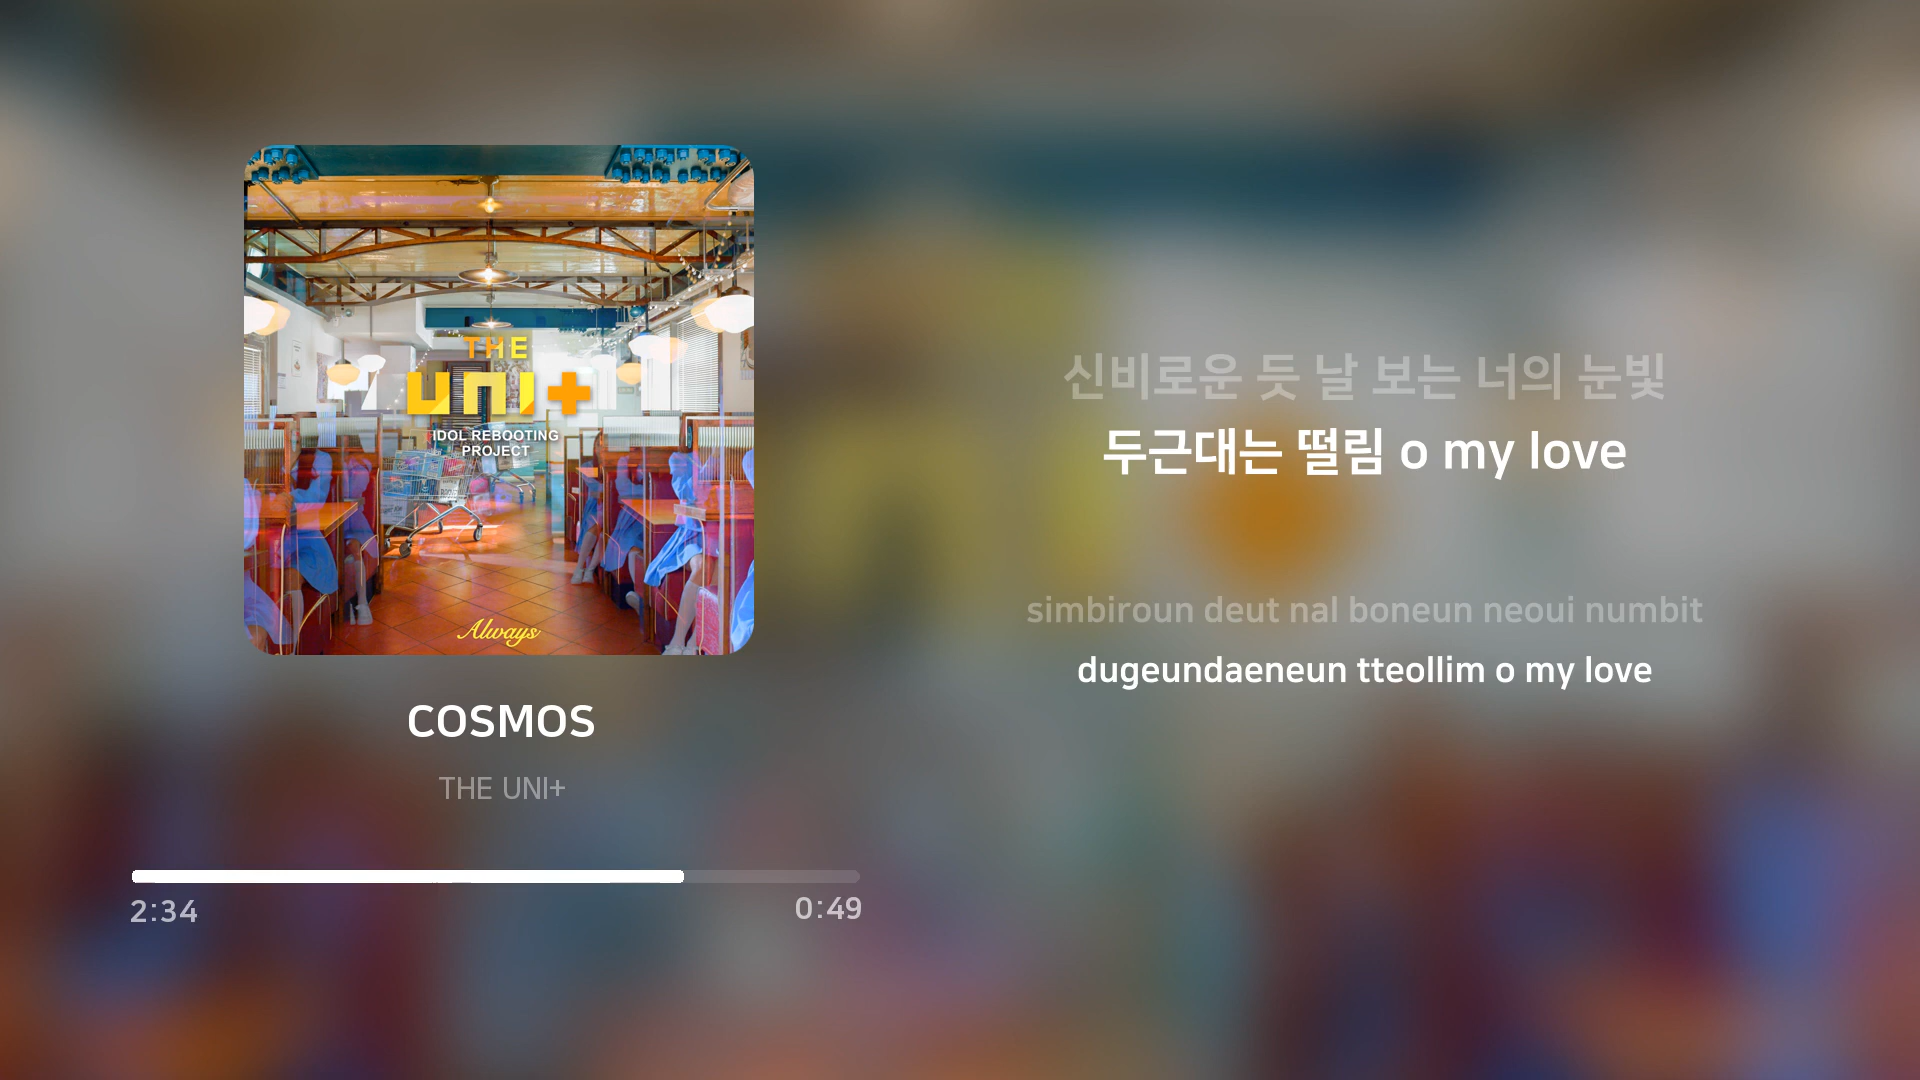 THE
UNI+
IDOL REBOOTING
PROJECT
Always
COSMOS
THE UNI+
2:34
0:49
신비로운 듯 날 보는 너의 눈빛
두근대는 떨림 o my love
simbiroun deut nal boneun neoui numbit
dugeundaeneun tteollim o my love